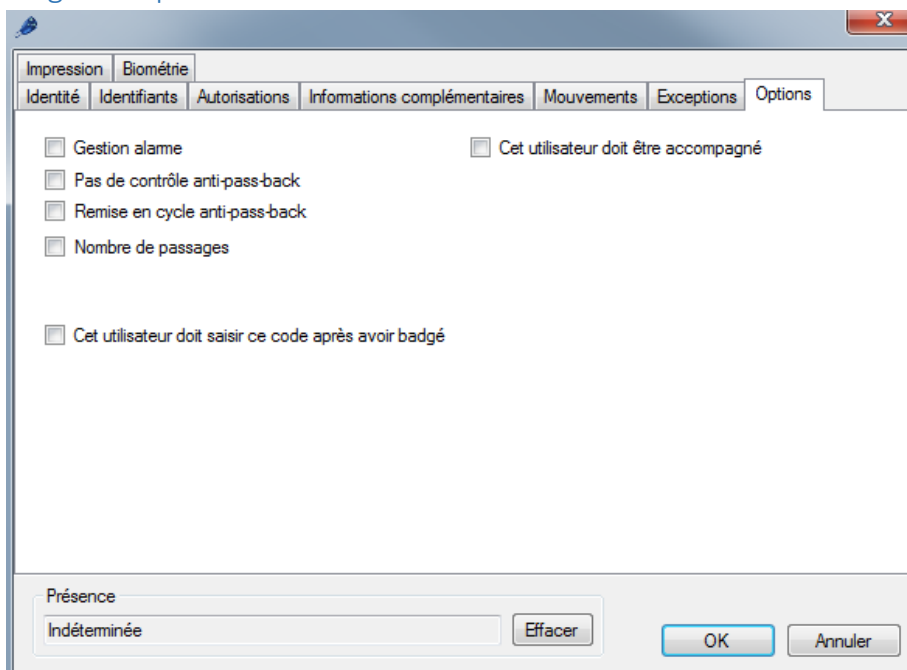 Impression Biométrie
Identité Identifiants Autorisations Informations complémentaires Mouvements Exceptions Options
Gestion alarme Cet utilisateur doit être accompagné
Pas de contrôle anti-pass-back
Remise en cycle anti-pass-back
Nombre de passages
Cet utilisateur doit saisir ce code après avoir badgé
Présence
Indéterminée Effacer
OK Annuler